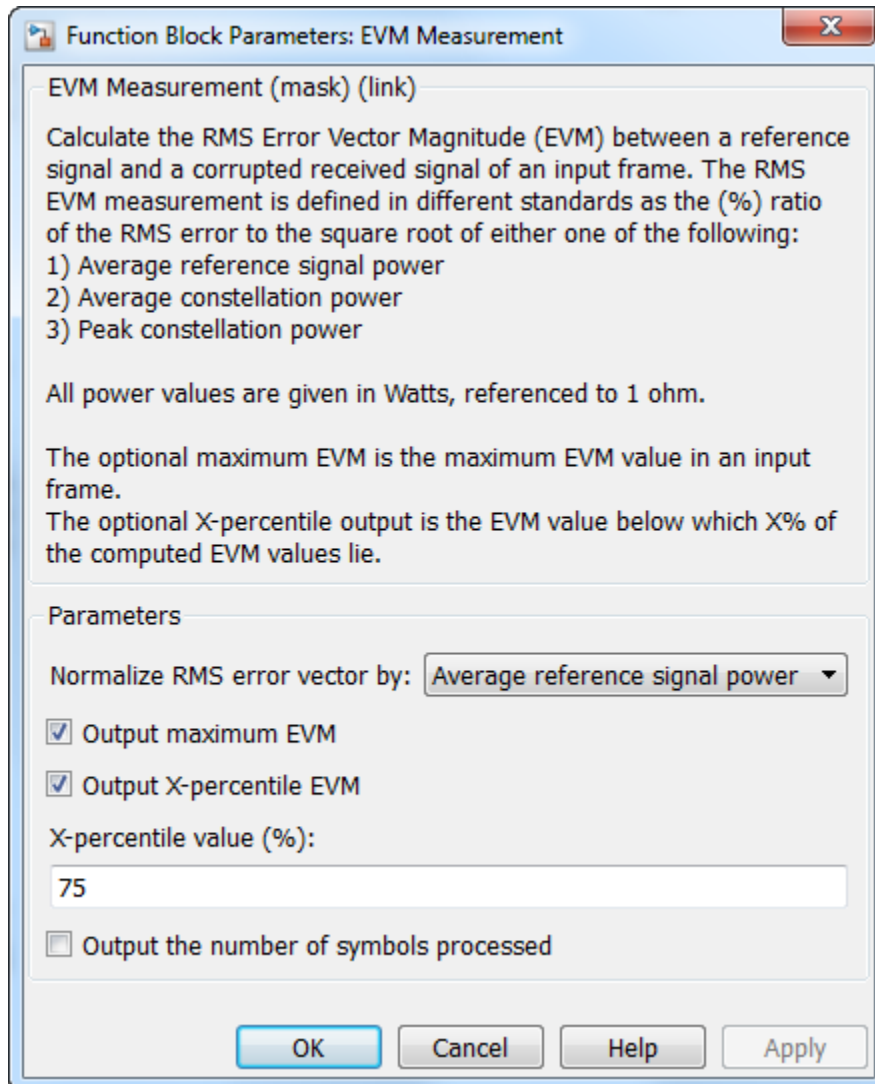 Function Block Parameters: EVM Measurement
EVM Measurement (mask) (link)
Calculate the RMS Error Vector Magnitude (EVM) between a reference
signal and a corrupted received signal of an input frame. The RMS
EVM measurement is defined in different standards as the (%) ratio
of the RMS error to the square root of either one of the following:
1) Average reference signal power
2) Average constellation power
3) Peak constellation power
All power values are given in Watts, referenced to 1 ohm.
The optional maximum EVM is the maximum EVM value in an input
frame.
The optional X-percentile output is the EVM value below which X% of
the computed EVM values lie.
Parameters
Normalize RMS error vector by: Average reference signal power
Output maximum EVM
Output X-percentile EVM
X-percentile value (%):
75
Output the number of symbols processed
OK Cancel Help Apply